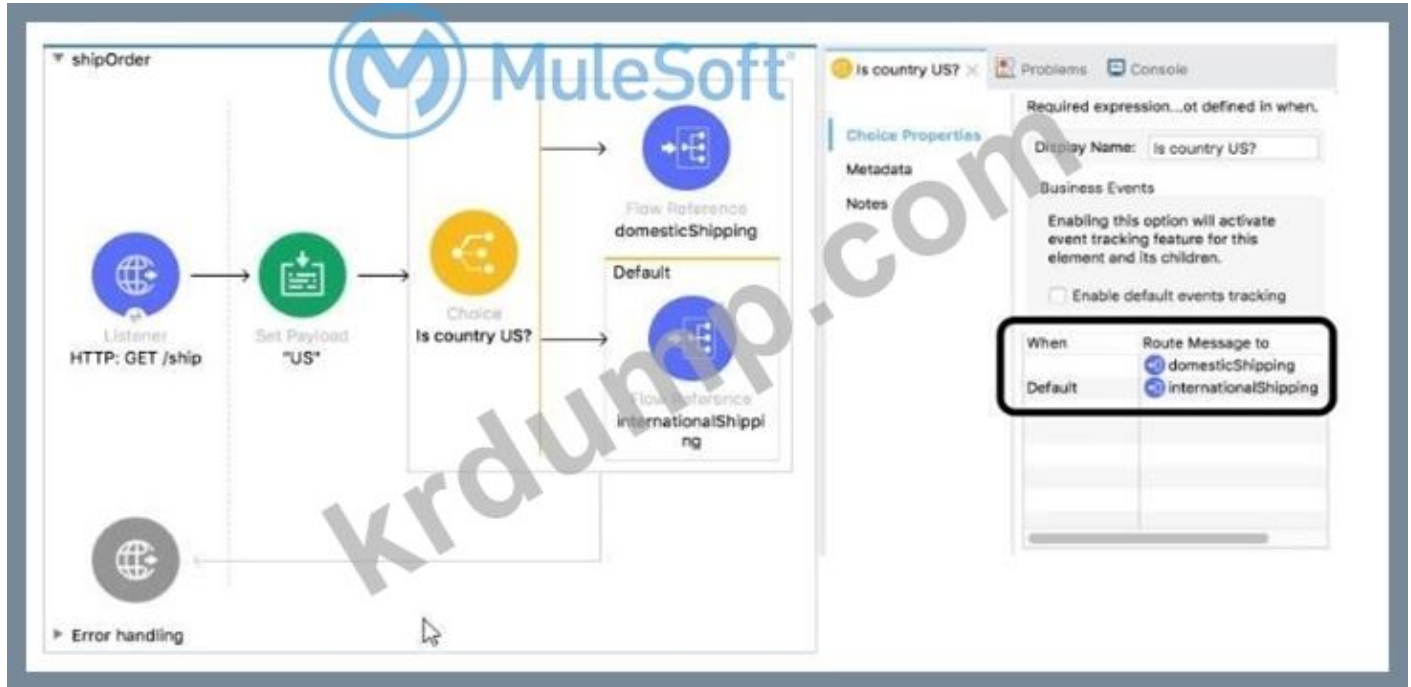 MuleSoft
shipOrder
Listener
HTTP: GET /ship
Set Payload
"US"
Choice
Is country US?
Flow Reference
domesticShipping
Default
Flow Reference
internationalShippi
ng
Error handling
Is country US?
Problems
Console
Choice Properties
Metadata
Notes
Required expression...ot defined in when.
Display Name: Is country US?
Business Events
Enabling this option will activate
event tracking feature for this
element and its children.
Enable default events tracking
When Route Message to
domesticShipping
Default internationalShipping
krdump.com